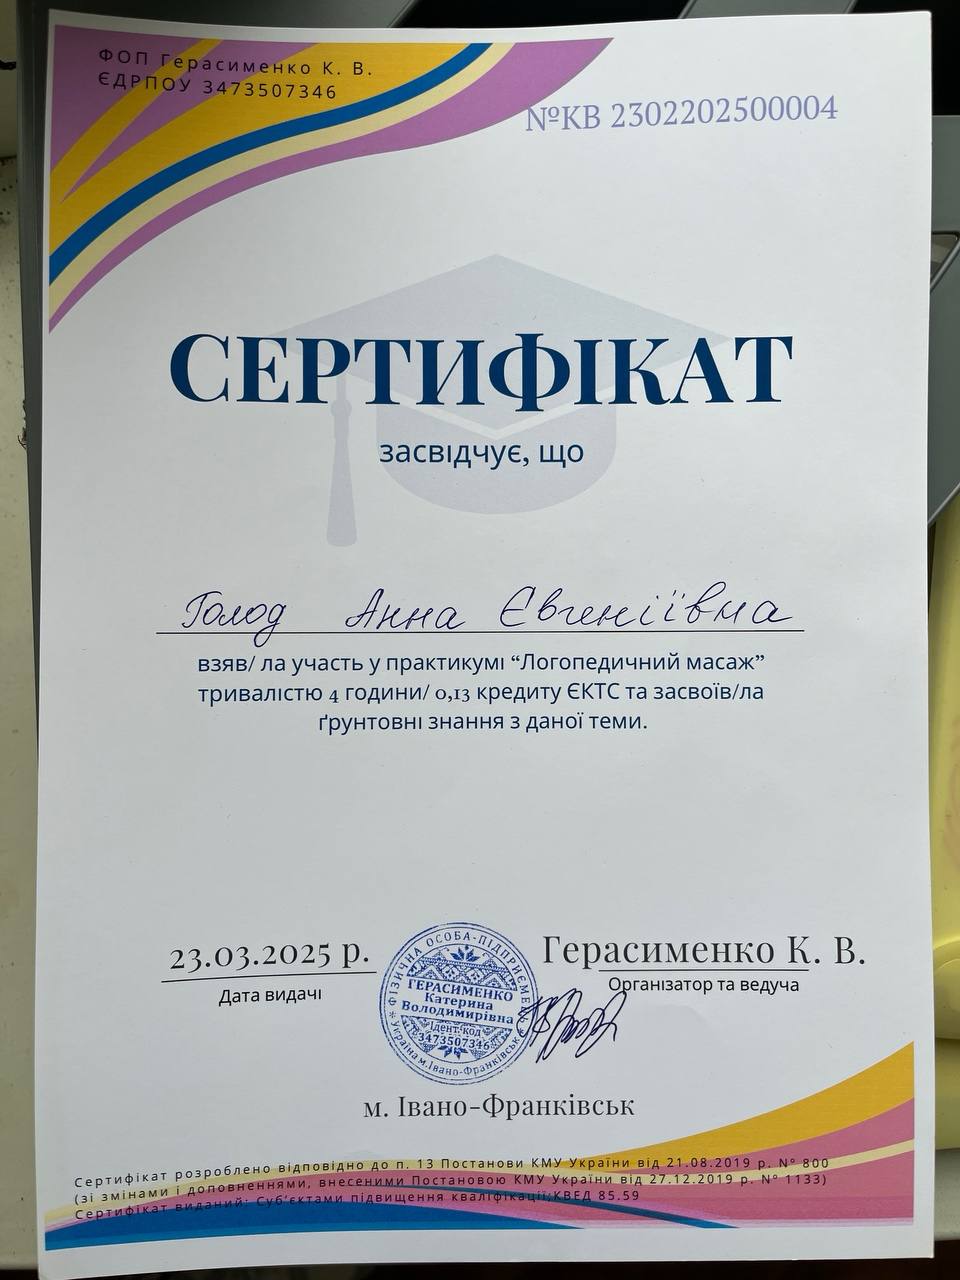 ФОП Герасименко К. В.
ЄДРПОУ 3473507346
№КВ 2302202500004
СЕРТИФІКАТ
засвідчує, що
Голод Анна Євгеніївна
взяв/ ла участь у практикумі “Логопедичний масаж”
тривалістю 4 години/ 0,13 кредиту ЄКТС та засвоїв/ла
ґрунтовні знання з даної теми.
23.03.2025 р.
Дата видачі
Герасименко К. В.
Організатор та ведуча
ФІЗИЧНА ОСОБА-ПІДПРИЄМЕЦЬ
ГЕРАСИМЕНКО
Катерина
Володимирівна
Ідент.код
3473507346
Україна м.Івано-Франківськ
м. Івано-Франківськ
Сертифікат розроблено відповідно до п. 13 Постанови КМУ України від 21.08.2019 р. № 800
(зі змінами і доповненнями, внесеними Постановою КМУ України від 27.12.2019 р. № 1133)
Сертифікат виданий: Суб’єктами підвищення кваліфікації;КВЕД 85.59